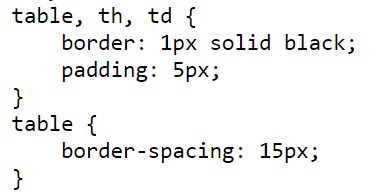 table, th, td {
    border: 1px solid black;
    padding: 5px;
}
table {
    border-spacing: 15px;
}